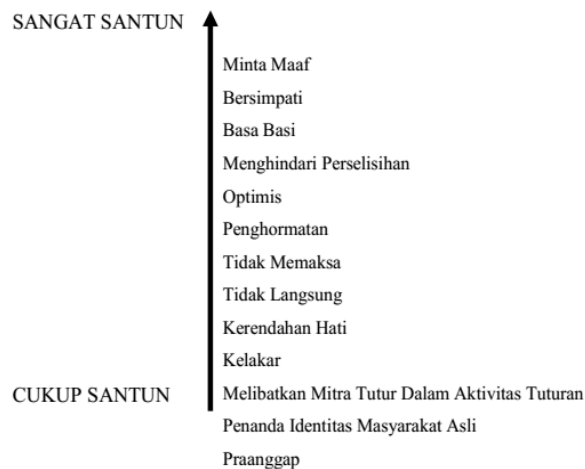 SANGAT SANTUN
Minta Maaf
Bersimpati
Basa Basi
Menghindari Perselisihan
Optimis
Penghormatan
Tidak Memaksa
Tidak Langsung
Kerendahan Hati
Kelakar
CUKUP SANTUN
Melibatkan Mitra Tutur Dalam Aktivitas Tuturan
Penanda Identitas Masyarakat Asli
Praanggap